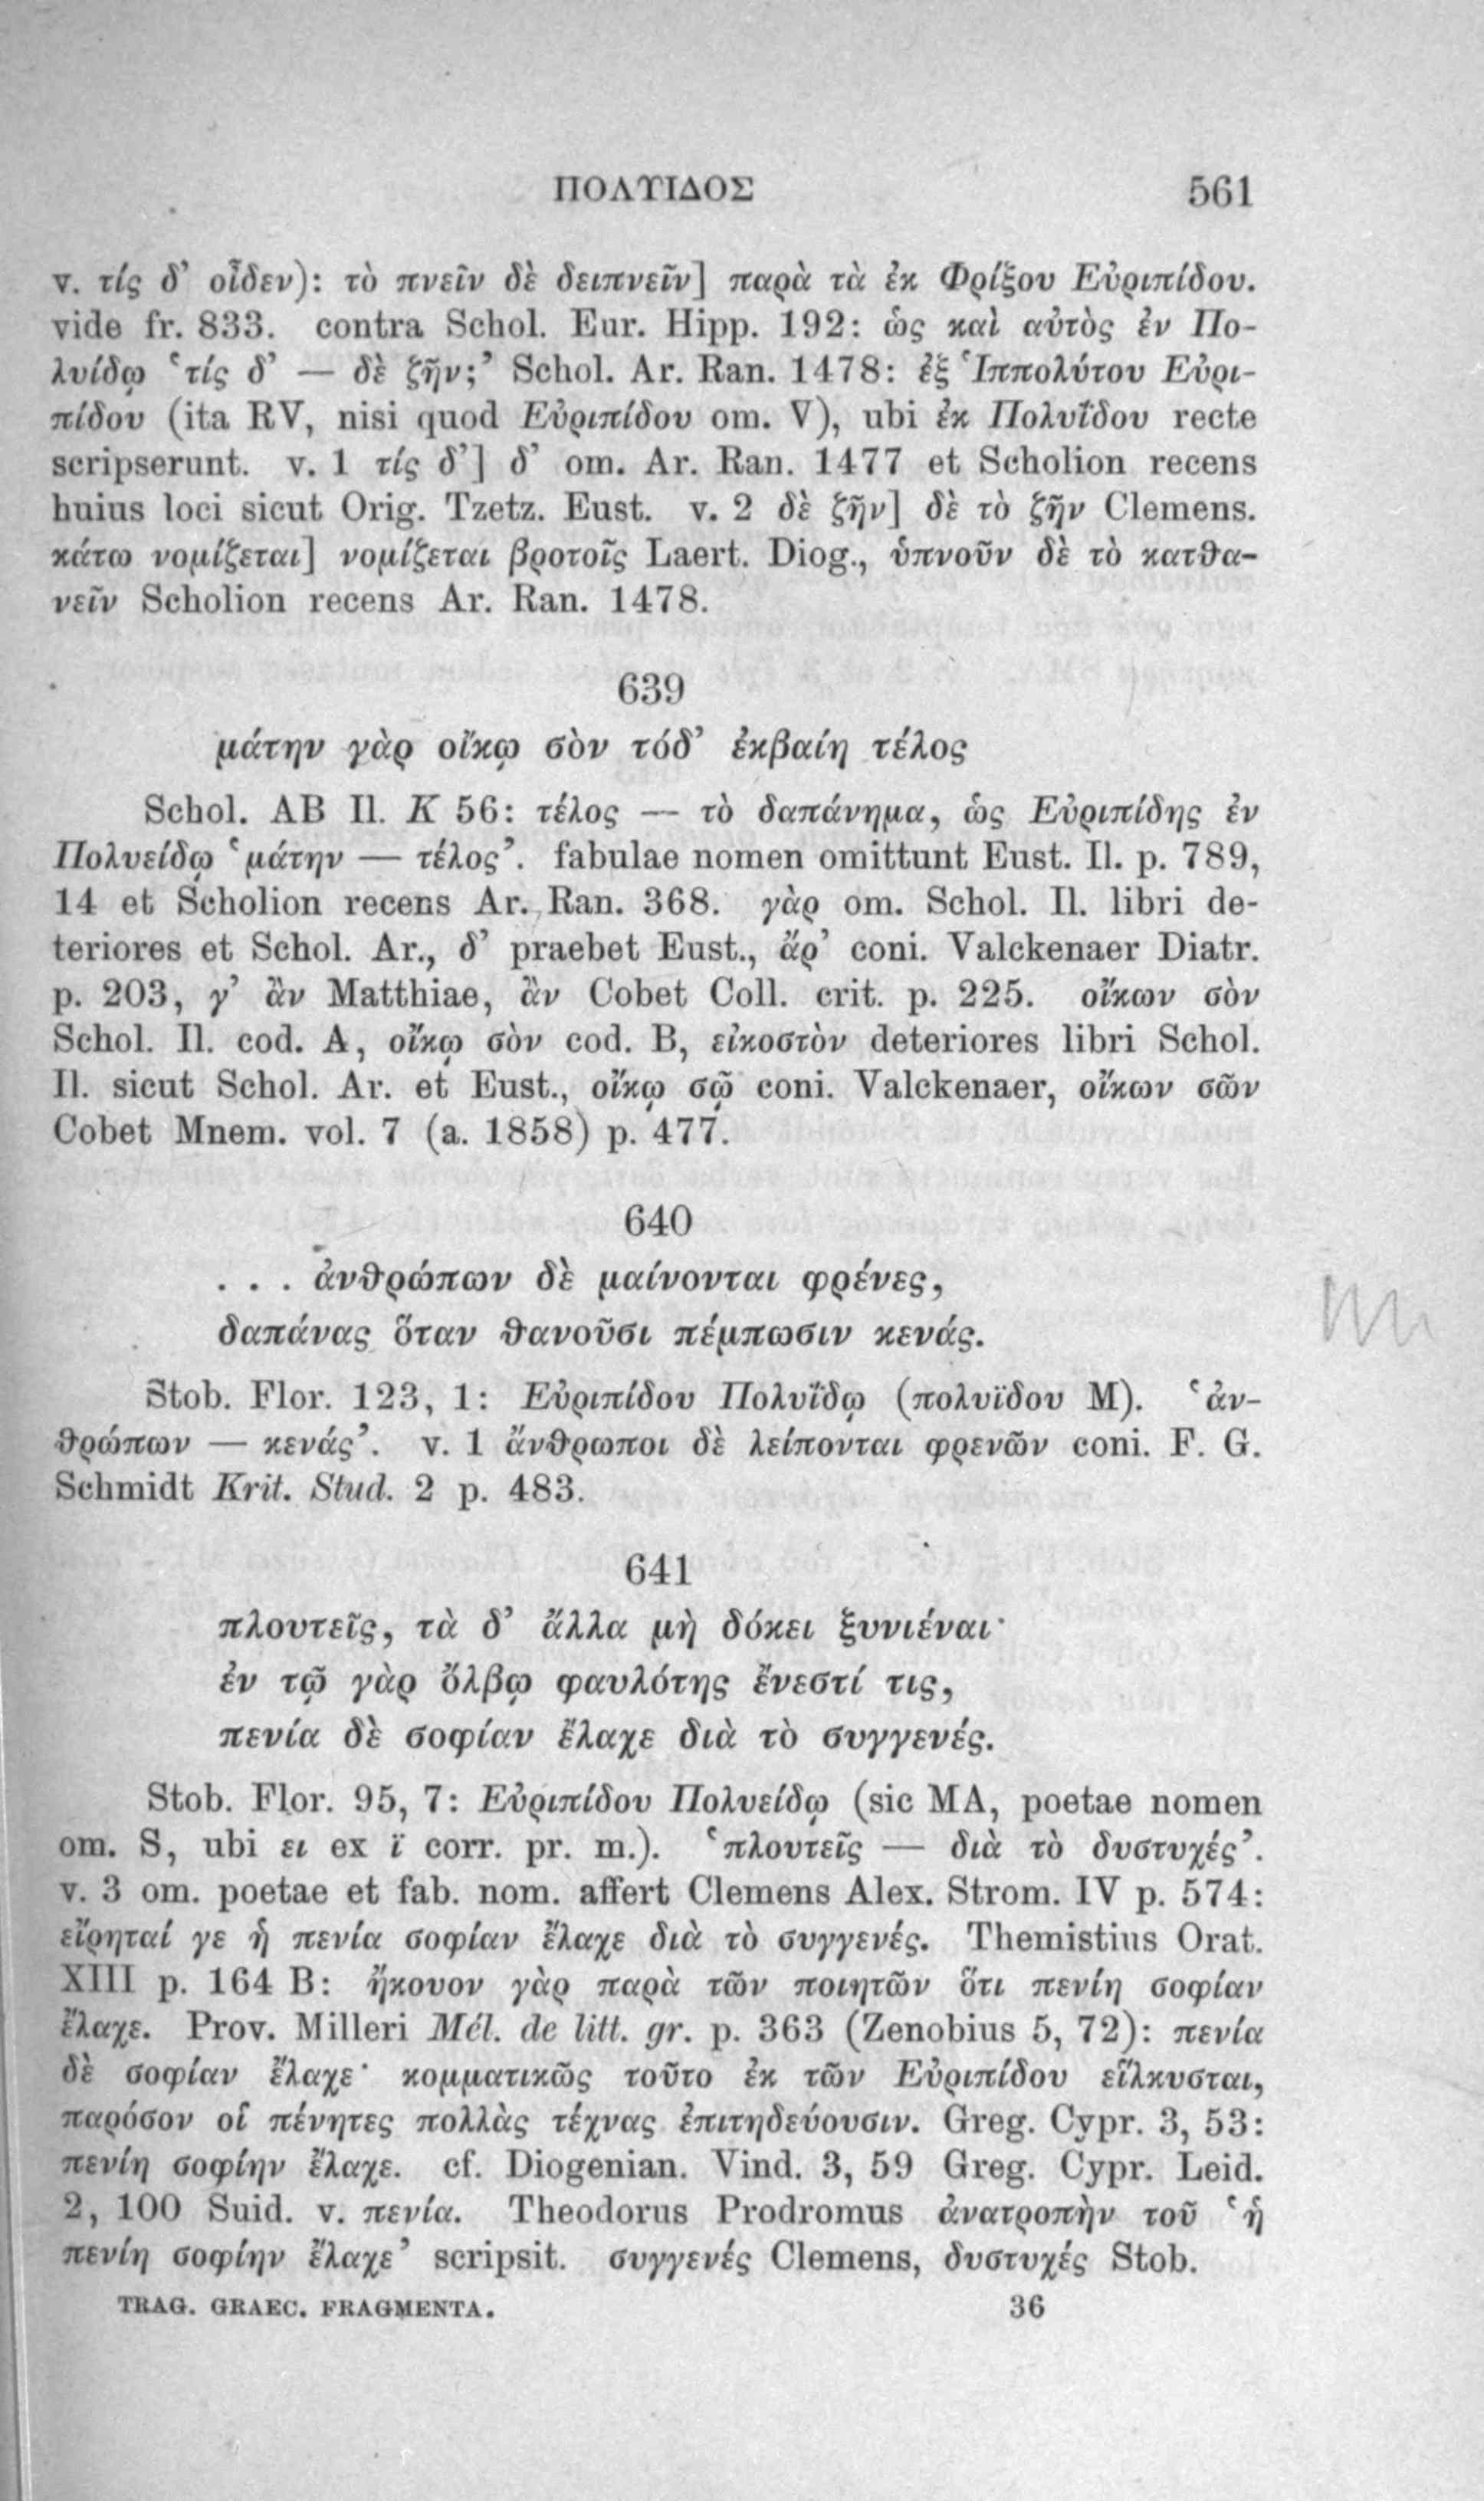 ΠΟΛΥΙΔΟΣ 561
v. τίς δ’ οἶδεν): τὸ πνεῖν δὲ δειπνεῖν] παρὰ τὰ ἐκ Φρίξου Εὐριπίδου.
vide fr. 833. contra Schol. Eur. Hipp. 192: ὡς καὶ αὐτὸς ἐν Πο-
λυίδῳ ‘τίς δ’ — δὲ ζῆν;’ Schol. Ar. Ran. 1478: ἐξ Ἱππολύτου Εὐρι-
πίδου (ita RV, nisi quod Εὐριπίδου om. V), ubi ἐκ Πολυΐδου recte
scripserunt. v. 1 τίς δ’] δ’ om. Ar. Ran. 1477 et Scholion recens
huius loci sicut Orig. Tzetz. Eust. v. 2 δὲ ζῆν] δὲ τὸ ζῆν Clemens.
κάτω νομίζεται] νομίζεται βροτοῖς Laert. Diog., ὑπνοῦν δὲ τὸ κατθα-
νεῖν Scholion recens Ar. Ran. 1478.
639
μάτην γὰρ οἴκῳ σὸν τόδ’ ἐκβαίη τέλος
Schol. AB Il. K 56: τέλος — τὸ δαπάνημα, ὡς Εὐριπίδης ἐν
Πολυείδῳ ‘μάτην — τέλος’. fabulae nomen omittunt Eust. Il. p. 789,
14 et Scholion recens Ar. Ran. 368. γὰρ om. Schol. Il. libri de-
teriores et Schol. Ar., δ’ praebet Eust., ἄρ’ coni. Valckenaer Diatr.
p. 203, γ’ ἂν Matthiae, ἂν Cobet Coll. crit. p. 225. οἴκων σὸν
Schol. Il. cod. A, οἴκῳ σὸν cod. B, εἰκοστὸν deteriores libri Schol.
Il. sicut Schol. Ar. et Eust., οἴκῳ σῷ coni. Valckenaer, οἴκων σῶν
Cobet Mnem. vol. 7 (a. 1858) p. 477.
640
. . . ἀνθρώπων δὲ μαίνονται φρένες,
δαπάνας ὅταν θανοῦσι πέμπωσιν κενάς.
Stob. Flor. 123, 1: Εὐριπίδου Πολυΐδῳ (πολυϊδου M). ‘ἀν-
θρώπων — κενάς’. v. 1 ἄνθρωποι δὲ λείπονται φρενῶν coni. F. G.
Schmidt Krit. Stud. 2 p. 483.
641
πλουτεῖς, τὰ δ’ ἄλλα μὴ δόκει ξυνιέναι·
ἐν τῷ γὰρ ὄλβῳ φαυλότης ἔνεστί τις,
πενία δὲ σοφίαν ἔλαχε διὰ τὸ συγγενές.
Stob. Flor. 95, 7: Εὐριπίδου Πολυείδῳ (sic MA, poetae nomen
om. S, ubi ει ex ϊ corr. pr. m.). ‘πλουτεῖς — διὰ τὸ δυστυχές’.
v. 3 om. poetae et fab. nom. affert Clemens Alex. Strom. IV p. 574:
εἴρηταί γε ἡ πενία σοφίαν ἔλαχε διὰ τὸ συγγενές. Themistius Orat.
XIII p. 164 B: ἤκουον γὰρ παρὰ τῶν ποιητῶν ὅτι πενίη σοφίαν
ἔλαχε. Prov. Milleri Mél. de litt. gr. p. 363 (Zenobius 5, 72): πενία
δὲ σοφίαν ἔλαχε· κομματικῶς τοῦτο ἐκ τῶν Εὐριπίδου εἵλκυσται,
παρόσον οἱ πένητες πολλὰς τέχνας ἐπιτηδεύουσιν. Greg. Cypr. 3, 53:
πενίη σοφίην ἔλαχε. cf. Diogenian. Vind. 3, 59 Greg. Cypr. Leid.
2, 100 Suid. v. πενία. Theodorus Prodromus ἀνατροπὴν τοῦ ‘ἡ
πενίη σοφίην ἔλαχε’ scripsit. συγγενές Clemens, δυστυχές Stob.
TRAG. GRAEC. FRAGMENTA. 36